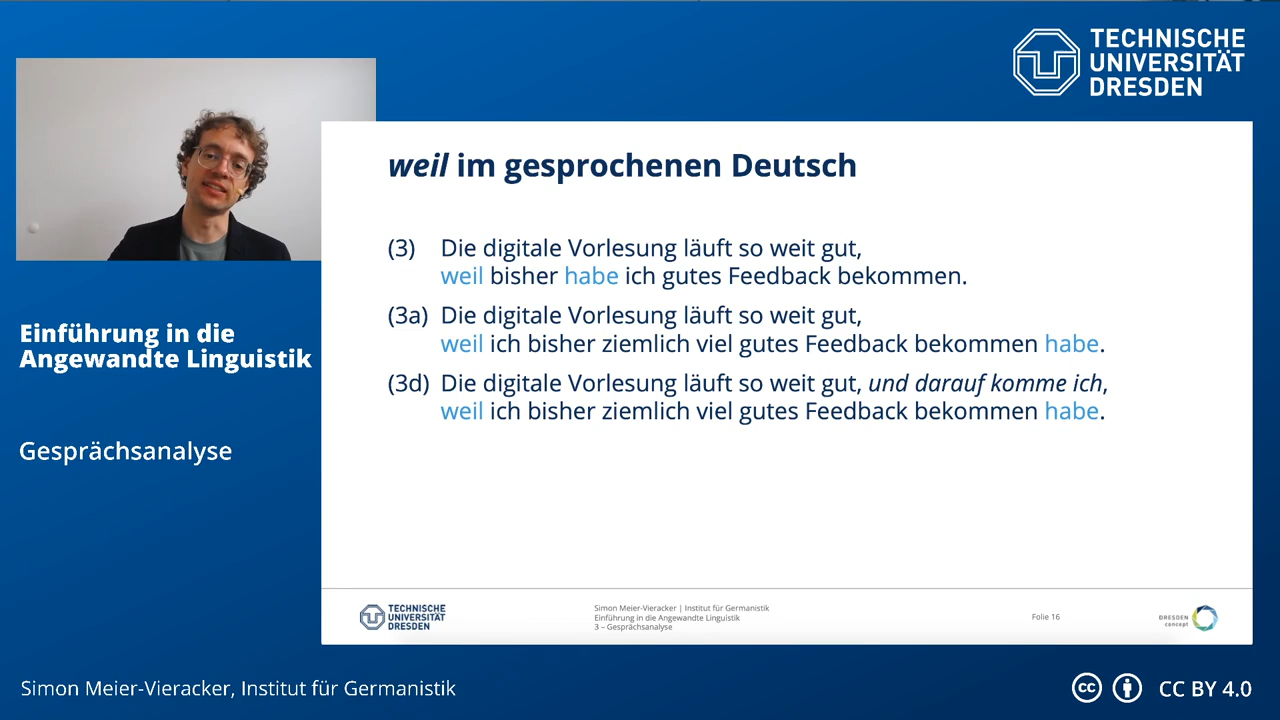 TECHNISCHE
UNIVERSITÄT
DRESDEN
weil im gesprochenen Deutsch
(3) Die digitale Vorlesung läuft so weit gut,
weil bisher habe ich gutes Feedback bekommen.
(3a) Die digitale Vorlesung läuft so weit gut,
weil ich bisher ziemlich viel gutes Feedback bekommen habe.
(3d) Die digitale Vorlesung läuft so weit gut, und darauf komme ich,
weil ich bisher ziemlich viel gutes Feedback bekommen habe.
Einführung in die
Angewandte Linguistik
Gesprächsanalyse
TECHNISCHE
UNIVERSITÄT
DRESDEN
Simon Meier-Vieracker | Institut für Germanistik
Einführung in die Angewandte Linguistik
3 – Gesprächsanalyse
Folie 16
DRESDEN
concept
Simon Meier-Vieracker, Institut für Germanistik
cc CC BY 4.0